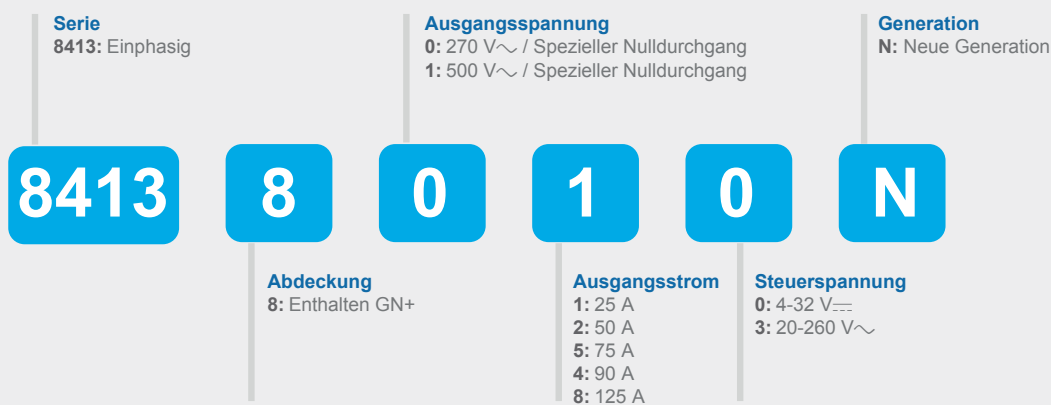 Serie
8413: Einphasig
Ausgangsspannung
0: 270 V∿ / Spezieller Nulldurchgang
1: 500 V∿ / Spezieller Nulldurchgang
Generation
N: Neue Generation
8413 8 0 1 0 N
Abdeckung
8: Enthalten GN+
Ausgangsstrom
1: 25 A
2: 50 A
5: 75 A
4: 90 A
8: 125 A
Steuerspannung
0: 4-32 V⎓
3: 20-260 V∿